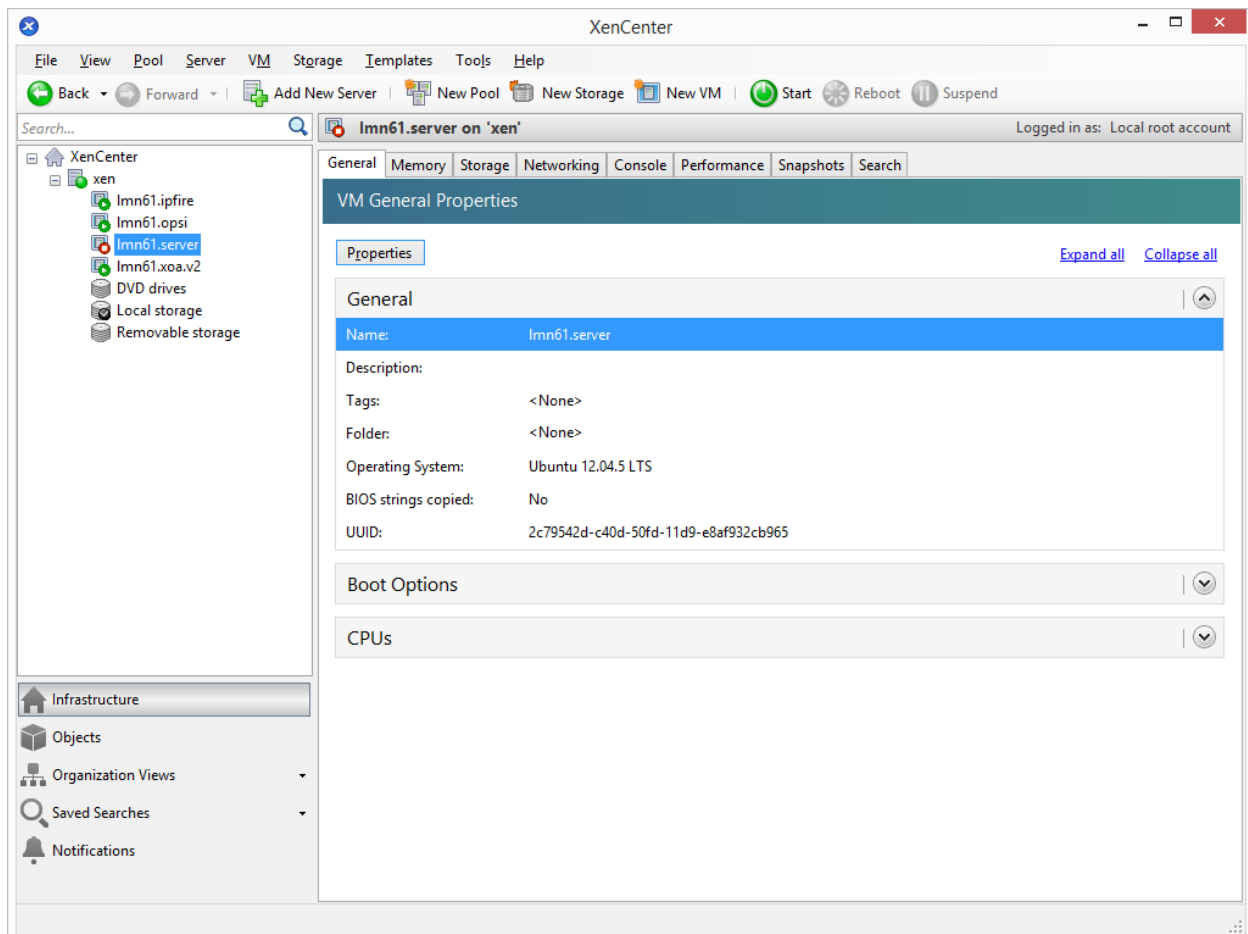 XenCenter
File View Pool Server VM Storage Templates Tools Help
Back Forward Add New Server New Pool New Storage New VM Start Reboot Suspend
Search...
lmn61.server on 'xen'
Logged in as: Local root account
XenCenter
xen
lmn61.ipfire
lmn61.opsi
lmn61.server
lmn61.xoa.v2
DVD drives
Local storage
Removable storage
General Memory Storage Networking Console Performance Snapshots Search
VM General Properties
Properties
Expand all Collapse all
General
Name: lmn61.server
Description:
Tags: <None>
Folder: <None>
Operating System: Ubuntu 12.04.5 LTS
BIOS strings copied: No
UUID: 2c79542d-c40d-50fd-11d9-e8af932cb965
Boot Options
CPUs
Infrastructure
Objects
Organization Views
Saved Searches
Notifications